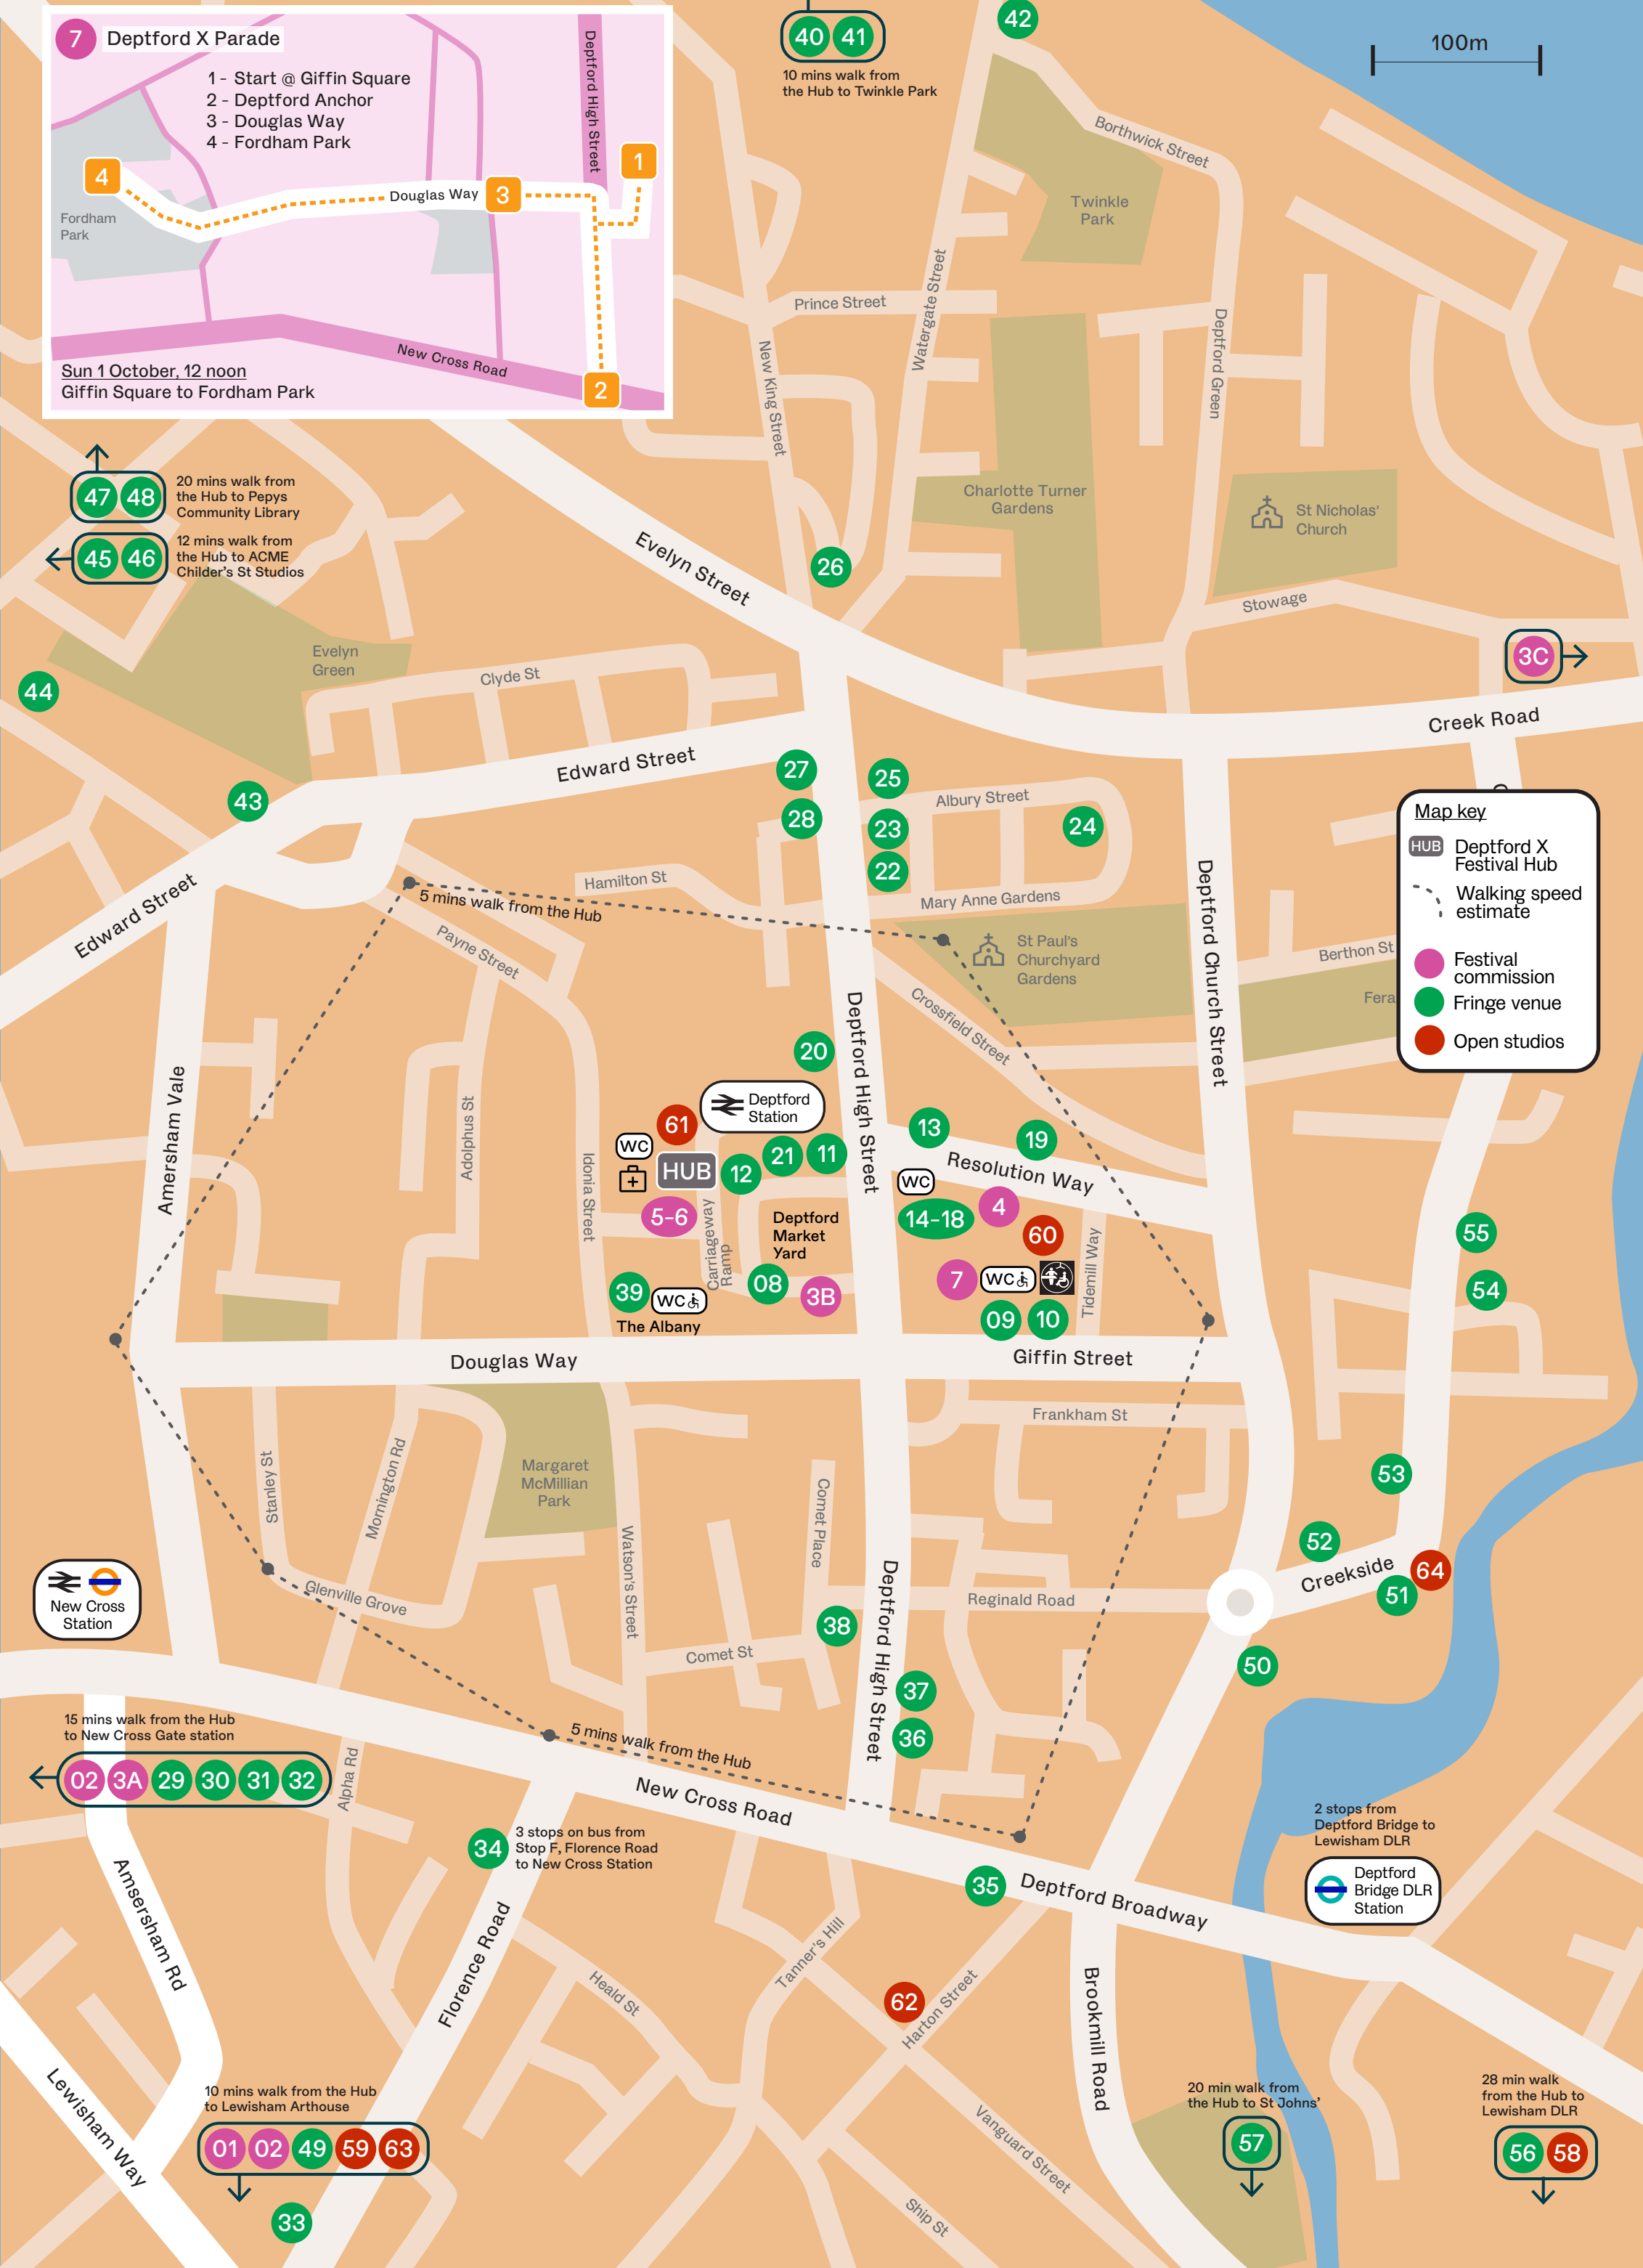 7 Deptford X Parade
1 - Start @ Giffin Square
2 - Deptford Anchor
3 - Douglas Way
4 - Fordham Park
Deptford High Street
1
4
Douglas Way
3
Fordham
Park
New Cross Road
2
Sun 1 October, 12 noon
Giffin Square to Fordham Park
40 41
10 mins walk from
the Hub to Twinkle Park
42
100m
Borthwick Street
Twinkle
Park
Prince Street
Watergate Street
New King Street
Deptford Green
47 48
20 mins walk from
the Hub to Pepys
Community Library
45 46
12 mins walk from
the Hub to ACME
Childer's St Studios
Charlotte Turner
Gardens
St Nicholas'
Church
Evelyn Street
26
Stowage
3C
Evelyn
Green
44
Clyde St
Creek Road
Edward Street
27
25
43
28
Albury Street
23
24
22
Map key
HUB Deptford X
Festival Hub
Walking speed
estimate
Festival
commission
Fringe venue
Open studios
Edward Street
Hamilton St
5 mins walk from the Hub
Mary Anne Gardens
Payne Street
St Paul's
Churchyard
Gardens
Deptford Church Street
Berthon St
Fera
Crossfield Street
Deptford High Street
20
Amersham Vale
Adolphus St
Idonia Street
Deptford
Station
61
WC
HUB
12
21
11
13
19
Resolution Way
WC
5-6
Carriageway
Ramp
Deptford
Market
Yard
14-18
4
60
55
Tidemill Way
7
WC
54
39
WC
08
3B
09
10
The Albany
Douglas Way
Giffin Street
Frankham St
Stanley St
Mornington Rd
Margaret
McMillian
Park
Comet Place
53
Watson's Street
52
Creekside
64
51
New Cross
Station
Glenville Grove
Deptford High Street
Reginald Road
38
Comet St
50
37
36
15 mins walk from the Hub
to New Cross Gate station
02 3A 29 30 31 32
5 mins walk from the Hub
Alpha Rd
New Cross Road
34
3 stops on bus from
Stop F, Florence Road
to New Cross Station
2 stops from
Deptford Bridge to
Lewisham DLR
Deptford
Bridge DLR
Station
35
Deptford Broadway
Amsersham Rd
Florence Road
Heald St
Tanner's Hill
62
Harton Street
Brookmill Road
Lewisham Way
10 mins walk from the Hub
to Lewisham Arthouse
01 02 49 59 63
33
Vanguard Street
Ship St
20 min walk from
the Hub to St Johns'
57
28 min walk
from the Hub to
Lewisham DLR
56 58